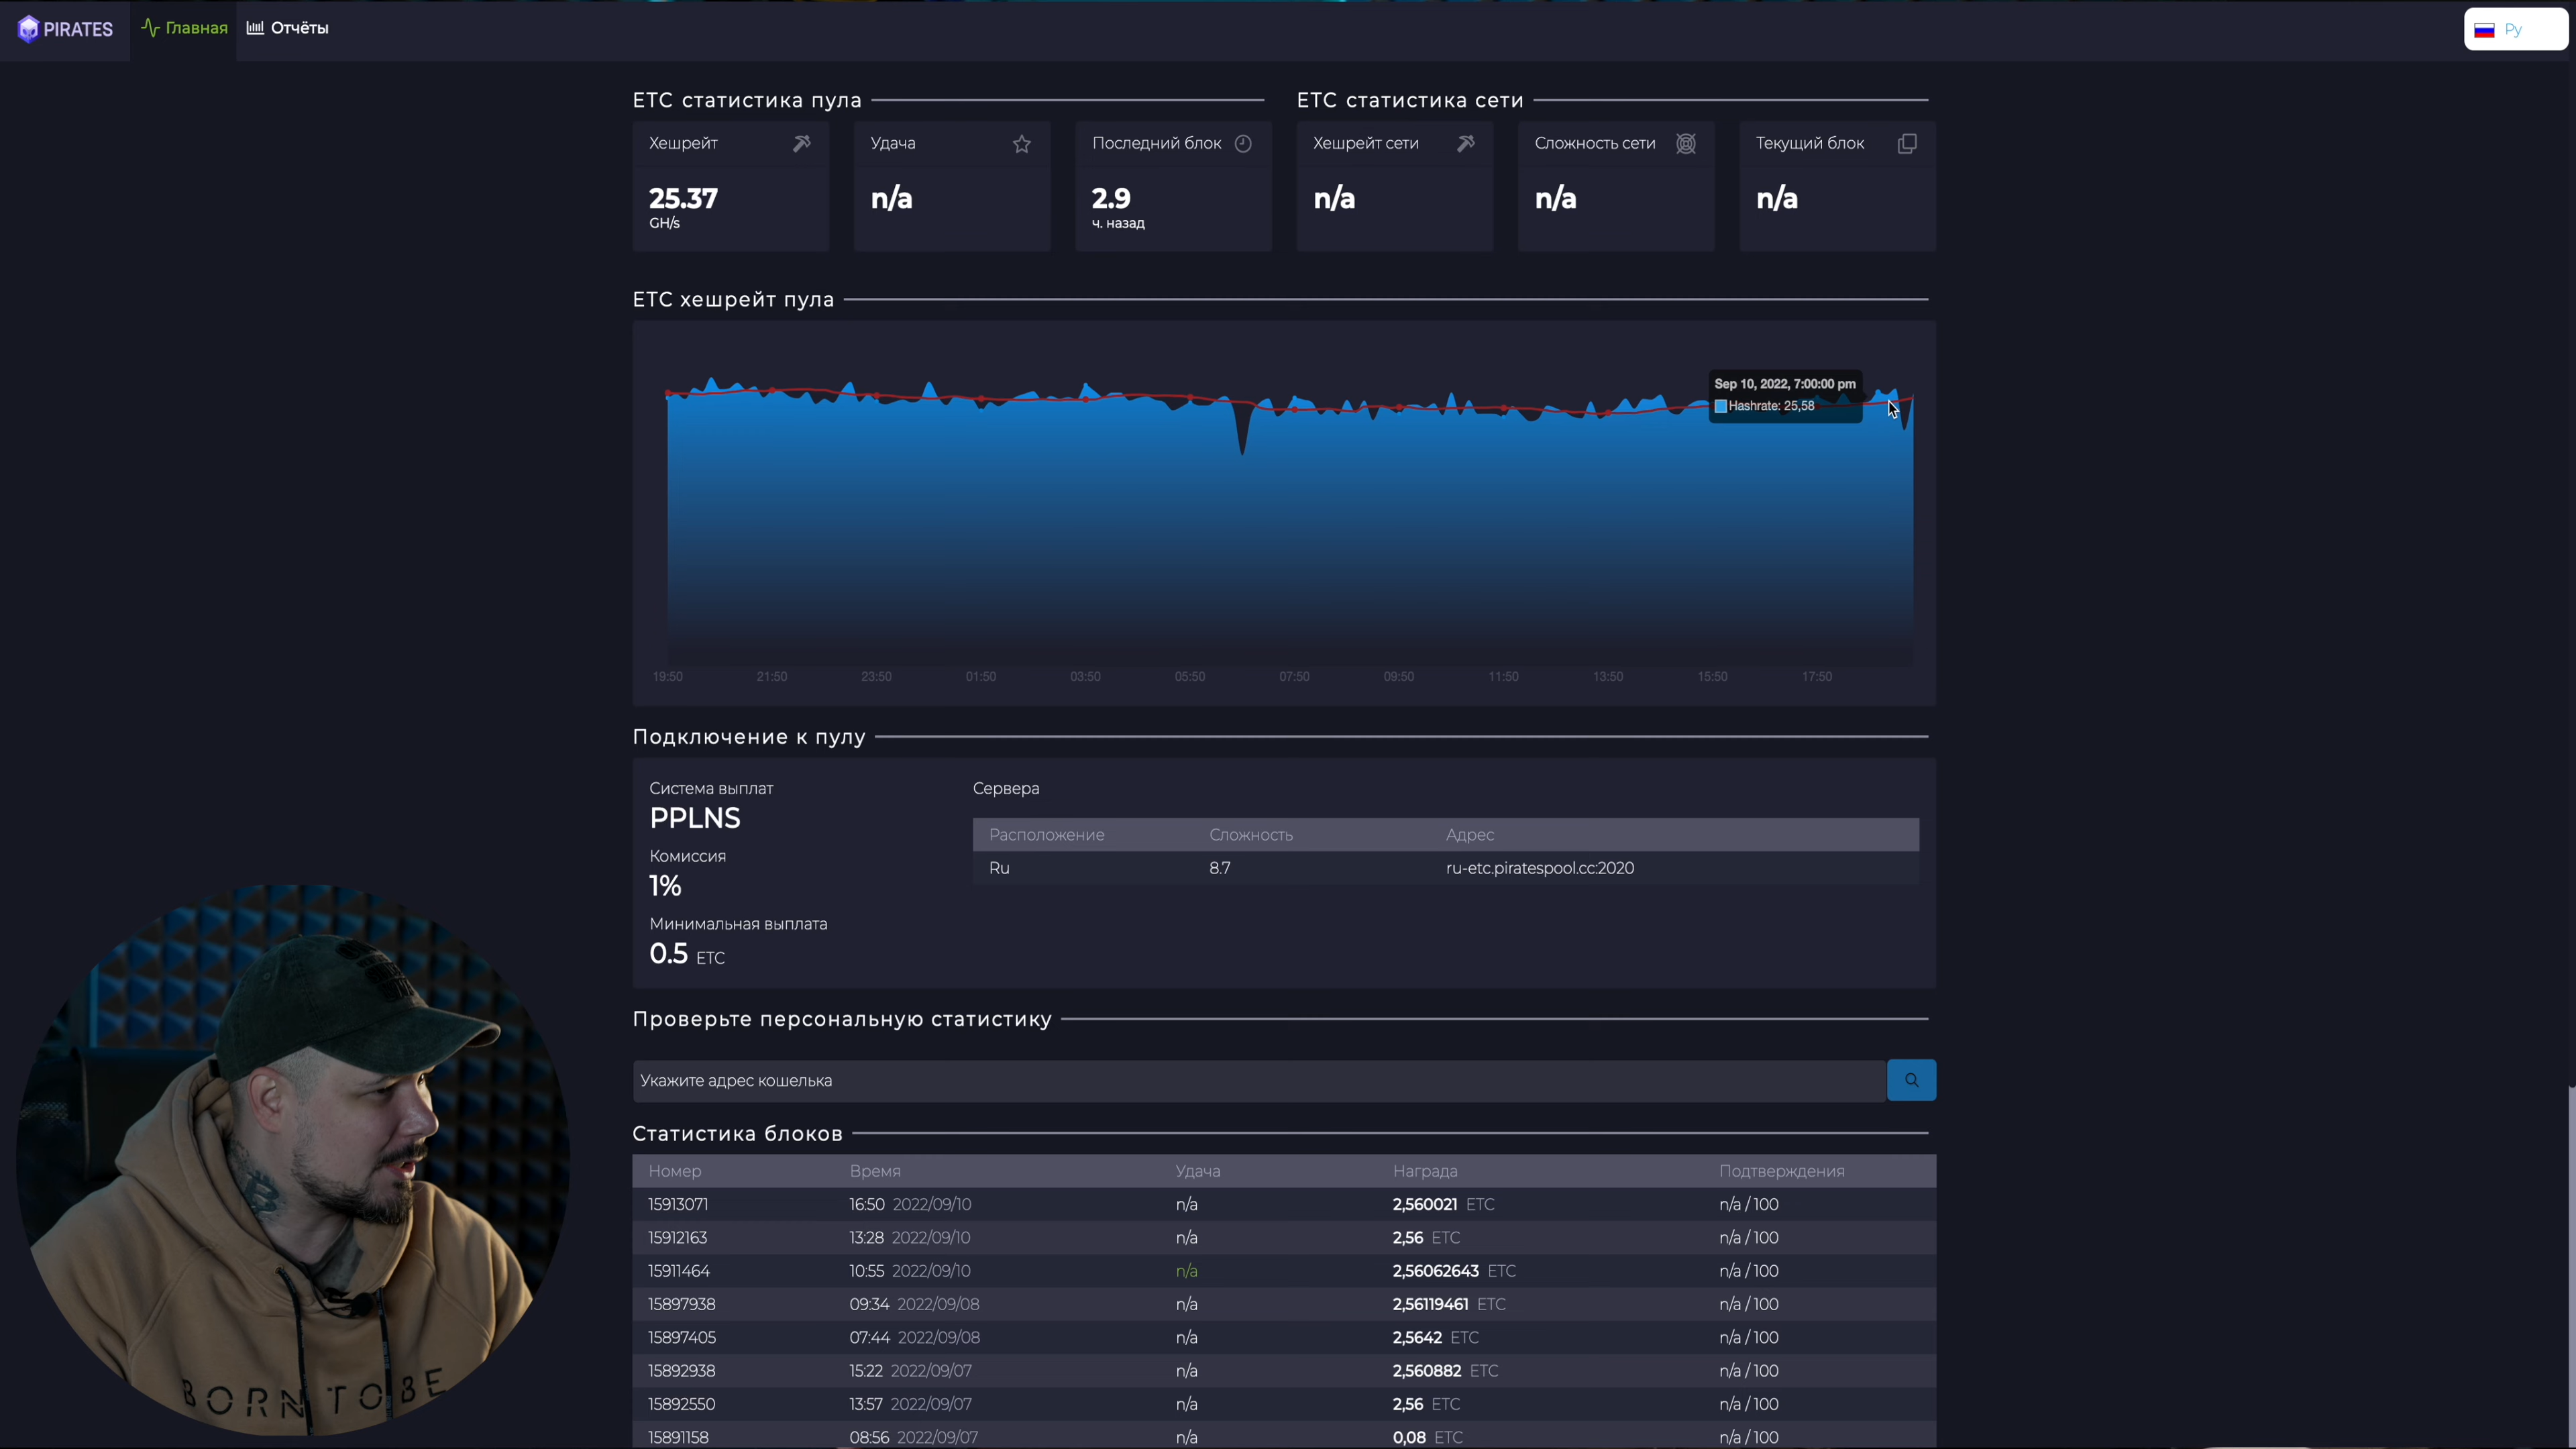 PIRATES Главная Отчёты Ру
ETC статистика пула
ETC статистика сети
Хешрейт Удача Последний блок Хешрейт сети Сложность сети Текущий блок
25.37 n/a 2.9 n/a n/a n/a
GH/s ч. назад
ETC хешрейт пула
Sep 10, 2022, 7:00:00 pm
Hashrate: 25,58
19:50 21:50 23:50 01:50 03:50 05:50 07:50 09:50 11:50 13:50 15:50 17:50
Подключение к пулу
Система выплат
PPLNS
Комиссия
1%
Минимальная выплата
0.5 ETC
Сервера
Расположение Сложность Адрес
Ru 8.7 ru-etc.piratespool.cc:2020
Проверьте персональную статистику
Укажите адрес кошелька
Статистика блоков
Номер Время Удача Награда Подтверждения
15913071 16:50 2022/09/10 n/a 2,560021 ETC n/a / 100
15912163 13:28 2022/09/10 n/a 2,56 ETC n/a / 100
15911464 10:55 2022/09/10 n/a 2,56062643 ETC n/a / 100
15897938 09:34 2022/09/08 n/a 2,56119461 ETC n/a / 100
15897405 07:44 2022/09/08 n/a 2,5642 ETC n/a / 100
15892938 15:22 2022/09/07 n/a 2,560882 ETC n/a / 100
15892550 13:57 2022/09/07 n/a 2,56 ETC n/a / 100
15891158 08:56 2022/09/07 n/a 0,08 ETC n/a / 100
BORN TO BE